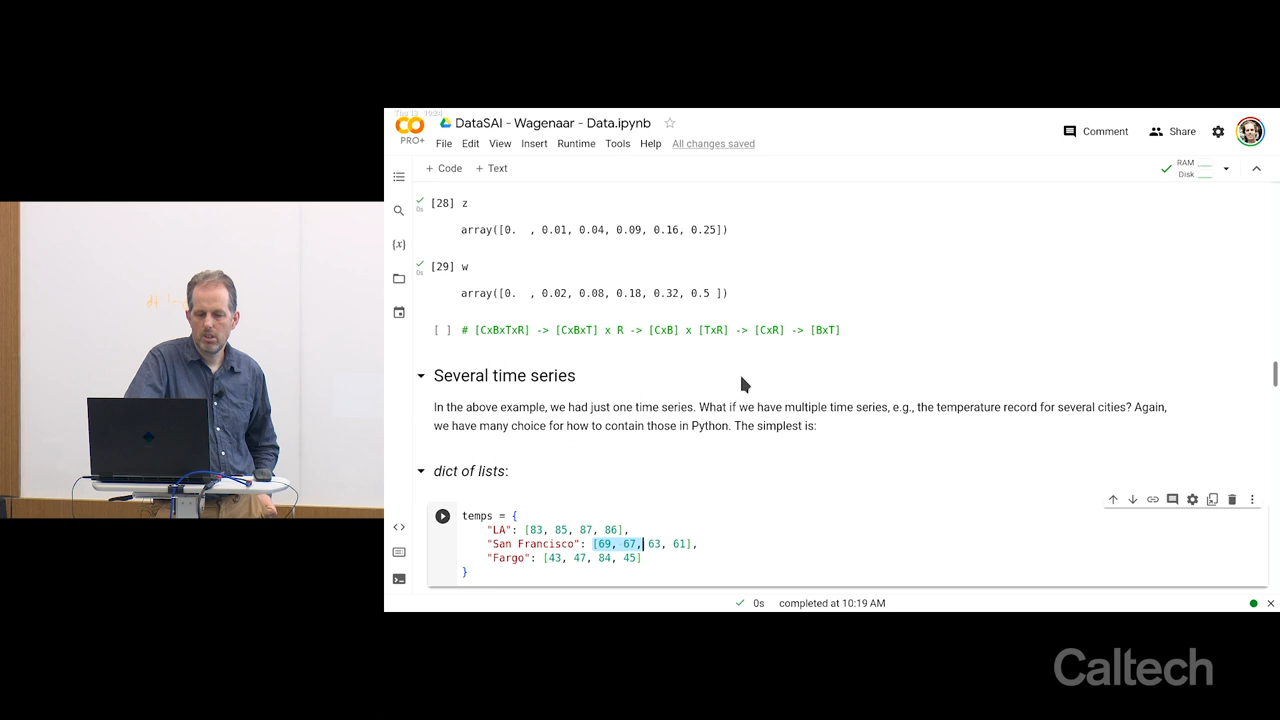 DataSAI - Wagenaar - Data.ipynb
PRO+
File Edit View Insert Runtime Tools Help All changes saved
Comment Share
+ Code + Text
RAM
Disk
[28] z
0s
array([0. , 0.01, 0.04, 0.09, 0.16, 0.25])
{x}
[29] w
0s
array([0. , 0.02, 0.08, 0.18, 0.32, 0.5 ])
[ ] # [CxBxTxR] -> [CxBxT] x R -> [CxB] x [TxR] -> [CxR] -> [BxT]
Several time series
In the above example, we had just one time series. What if we have multiple time series, e.g., the temperature record for several cities? Again,
we have many choice for how to contain those in Python. The simplest is:
dict of lists:
temps = {
"LA": [83, 85, 87, 86],
"San Francisco": [69, 67, 63, 61],
"Fargo": [43, 47, 84, 45]
}
0s completed at 10:19 AM
Caltech